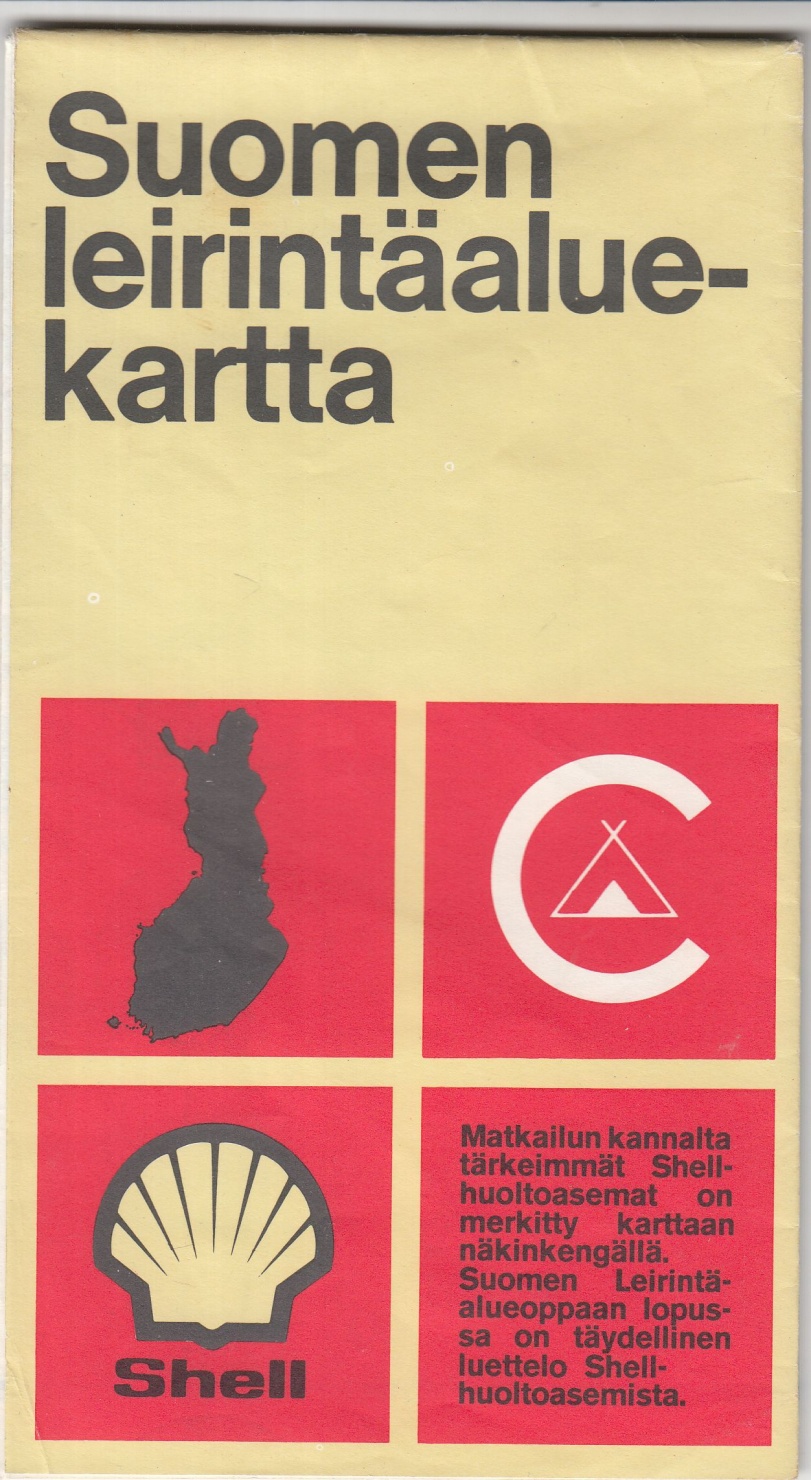 Suomen
leirintäalue-
kartta
C
Shell
Matkailun kannalta
tärkeimmät Shell-
huoltoasemat on
merkitty karttaan
näkinkengällä.
Suomen Leirintä-
alueoppaan lopus-
sa on täydellinen
luettelo Shell-
huoltoasemista.